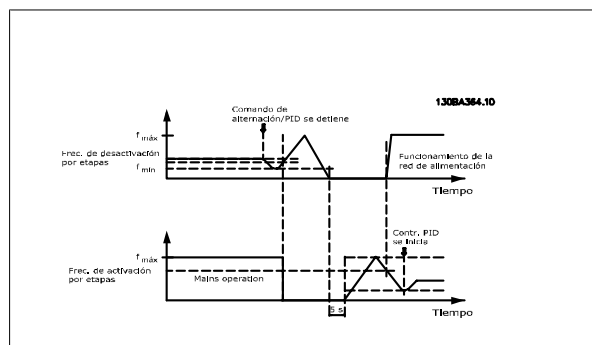 130BA364.10
Comando de
alternación/PID se detiene
f máx
Frec. de desactivación
por etapas
f mín
Funcionamiento de la
red de alimentación
Tiempo
Contr. PID
se inicia
f máx
Frec. de activación
por etapas
Mains operation
5 s
Tiempo